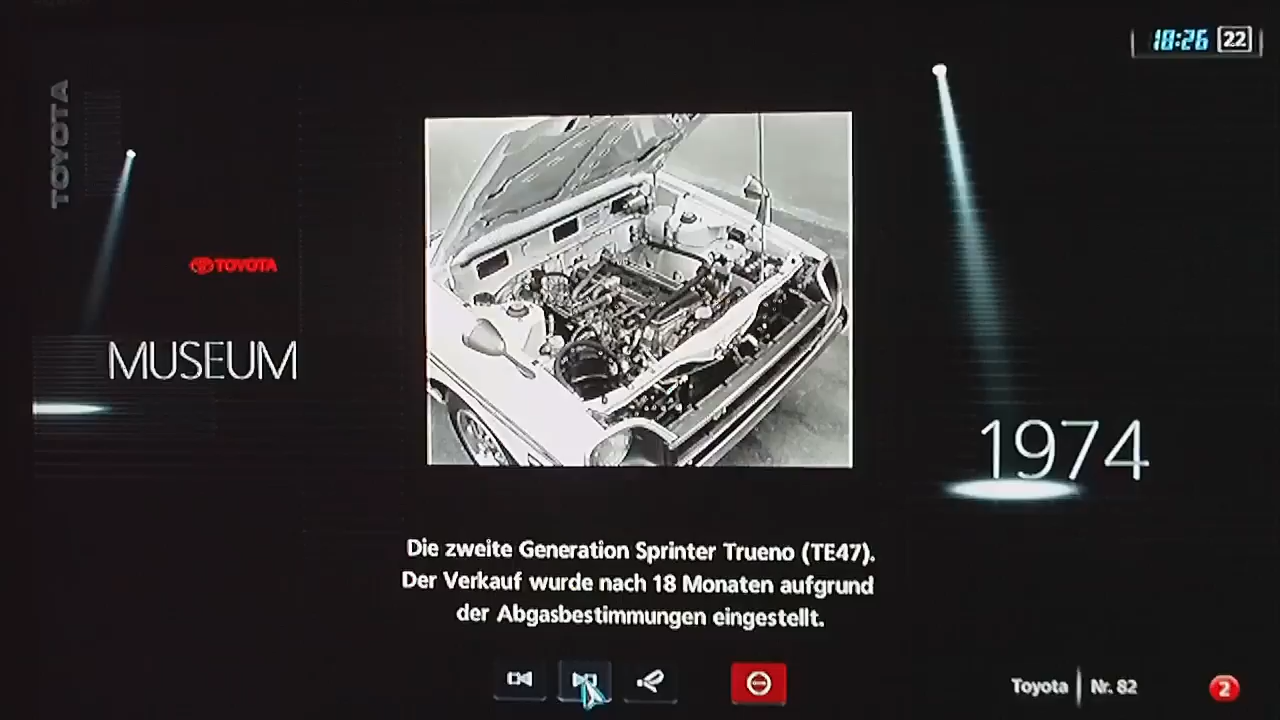 18:26 22
TOYOTA
TOYOTA
MUSEUM
1974
Die zweite Generation Sprinter Trueno (TE47).
Der Verkauf wurde nach 18 Monaten aufgrund
der Abgasbestimmungen eingestellt.
Toyota | Nr. 82
2